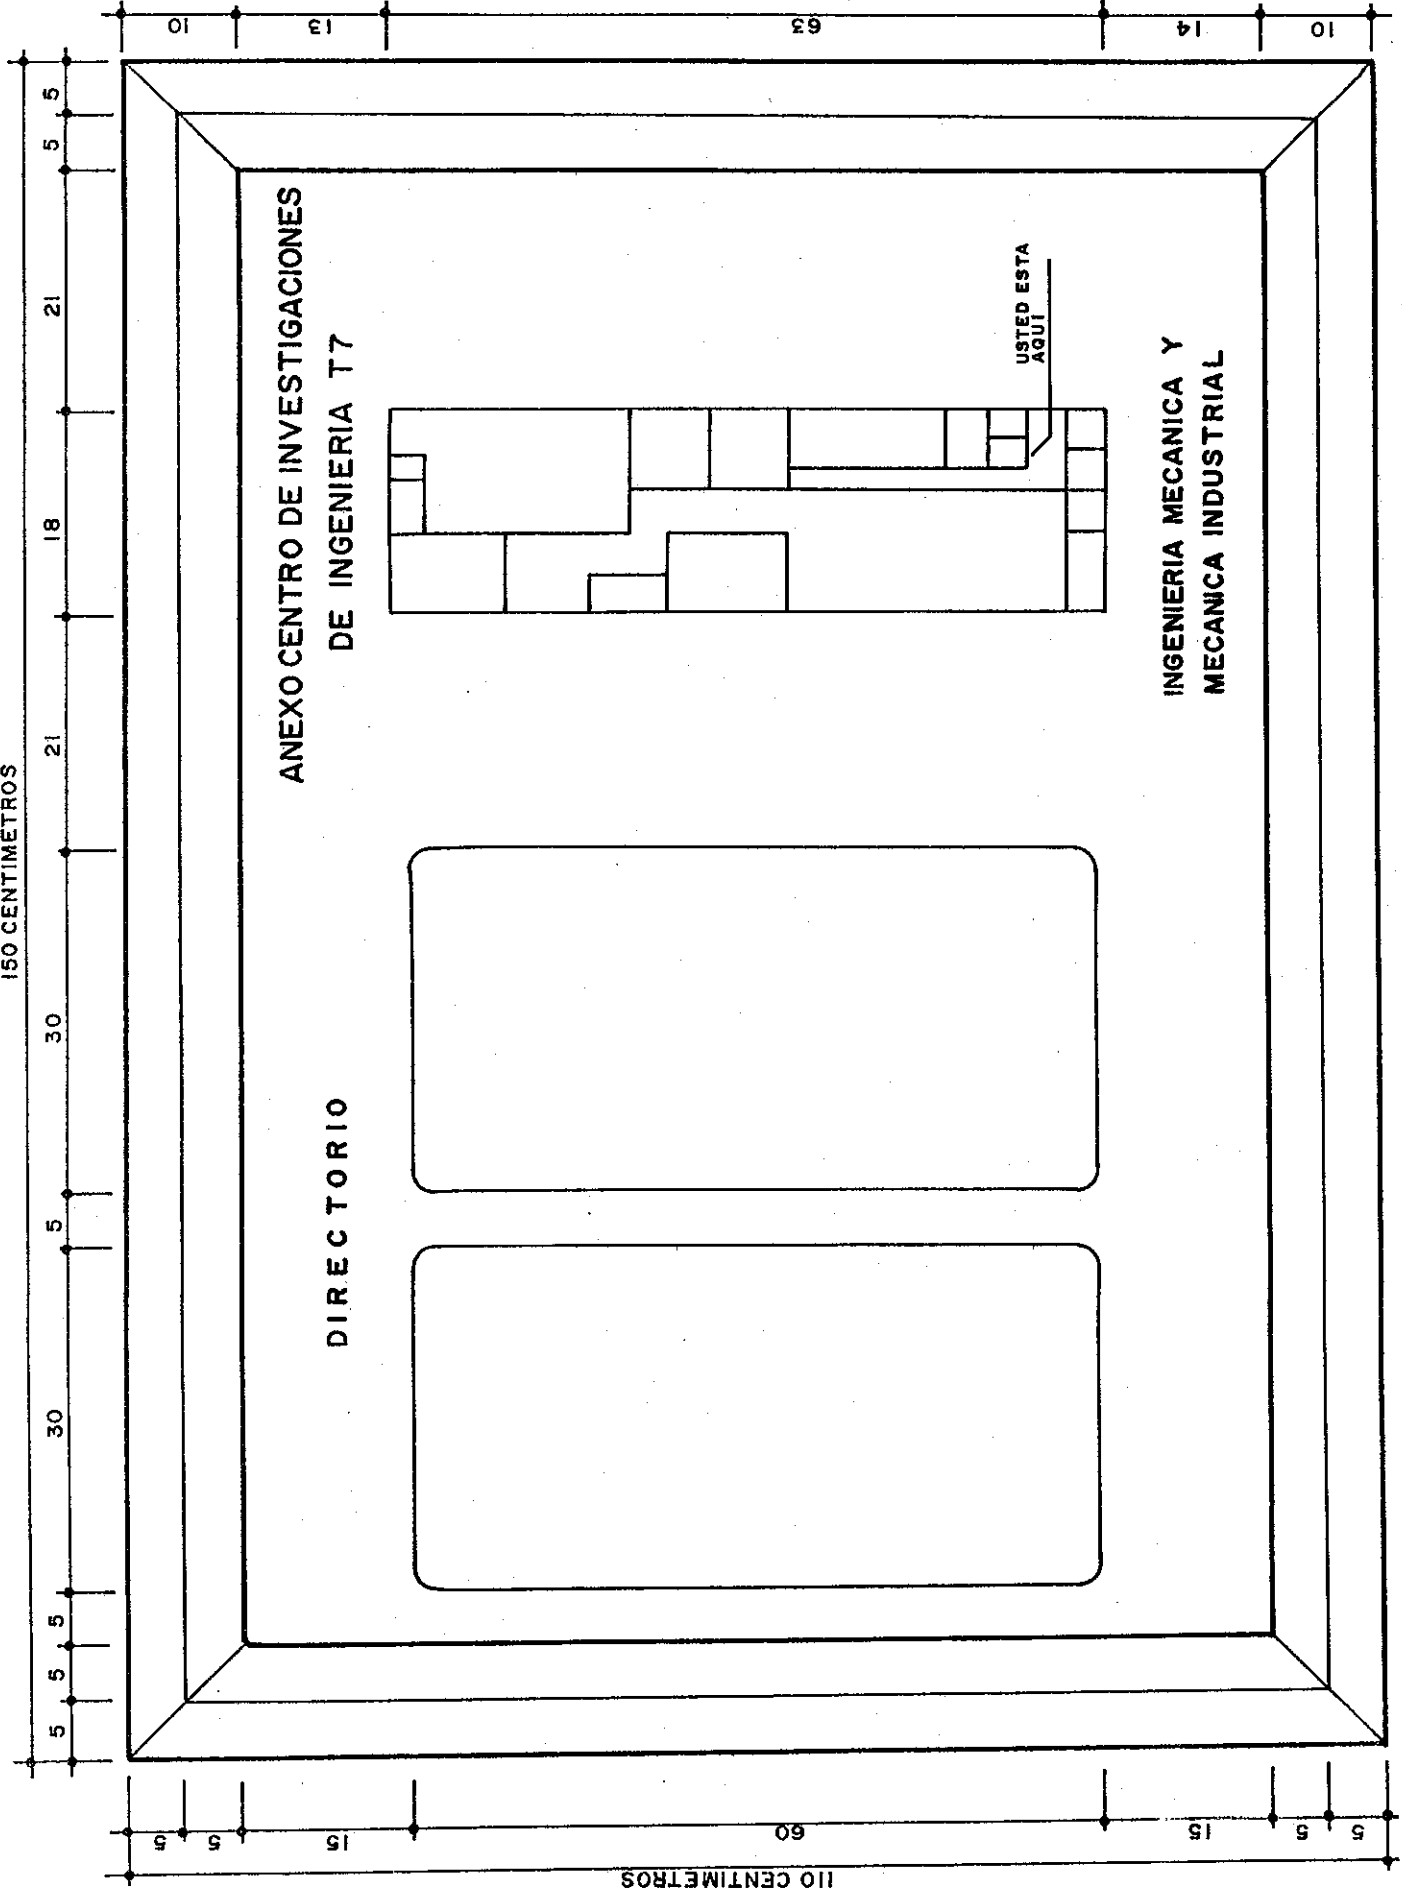 150 CENTIMETROS
5
5
5
30
5
30
21
18
21
5
5
110 CENTIMETROS
5
5
15
60
15
5
5
10
13
63
14
10
ANEXO CENTRO DE INVESTIGACIONES
DE INGENIERIA T7
DIRECTORIO
USTED ESTA
AQUI
INGENIERIA MECANICA Y
MECANICA INDUSTRIAL